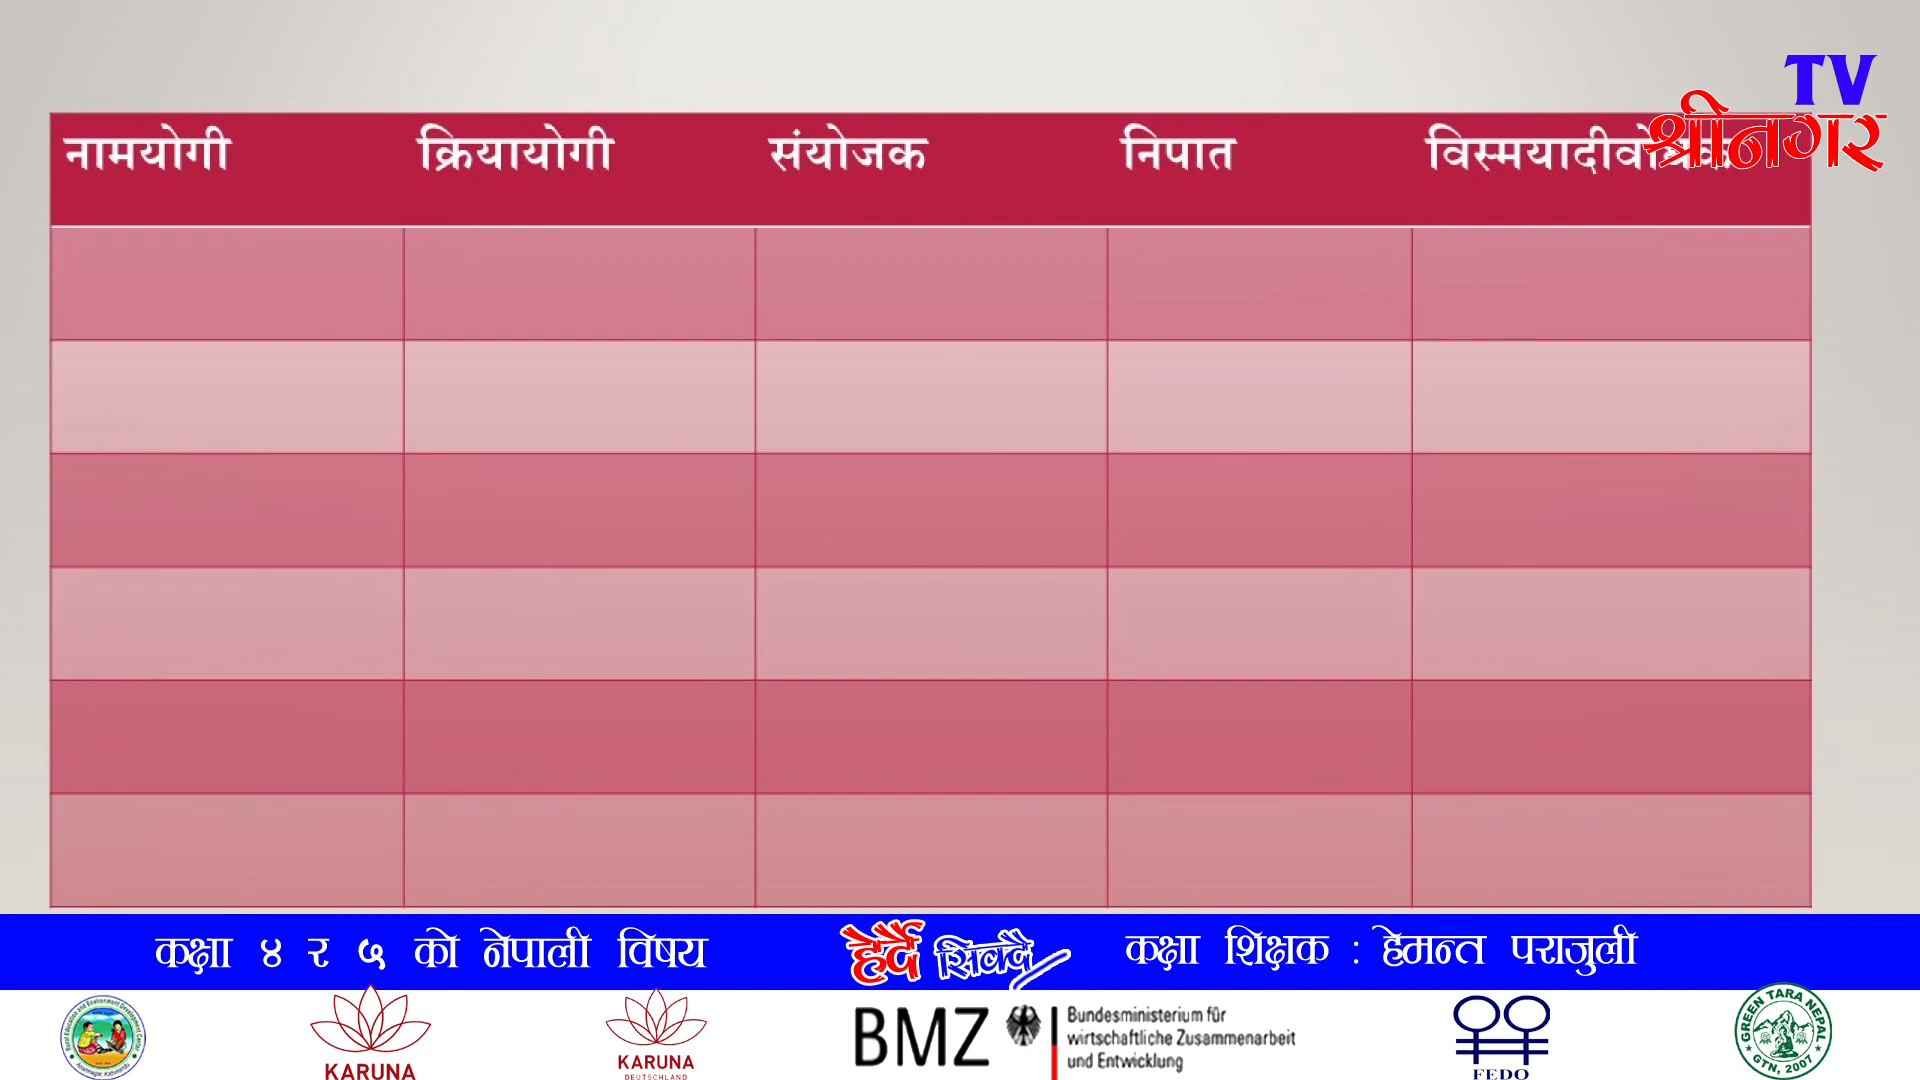 TV
श्रीनगर
नामयोगी क्रियायोगी संयोजक निपात
कक्षा ४ र ५ को नेपाली विषय
हेर्दै सिक्दै
कक्षा शिक्षक : हेमन्त पराजुली
KARUNA
KARUNA
DEUTSCHLAND
BMZ
Bundesministerium für
wirtschaftliche Zusammenarbeit
und Entwicklung
FEDO
GREEN TARA NEPAL
GTN, 2007